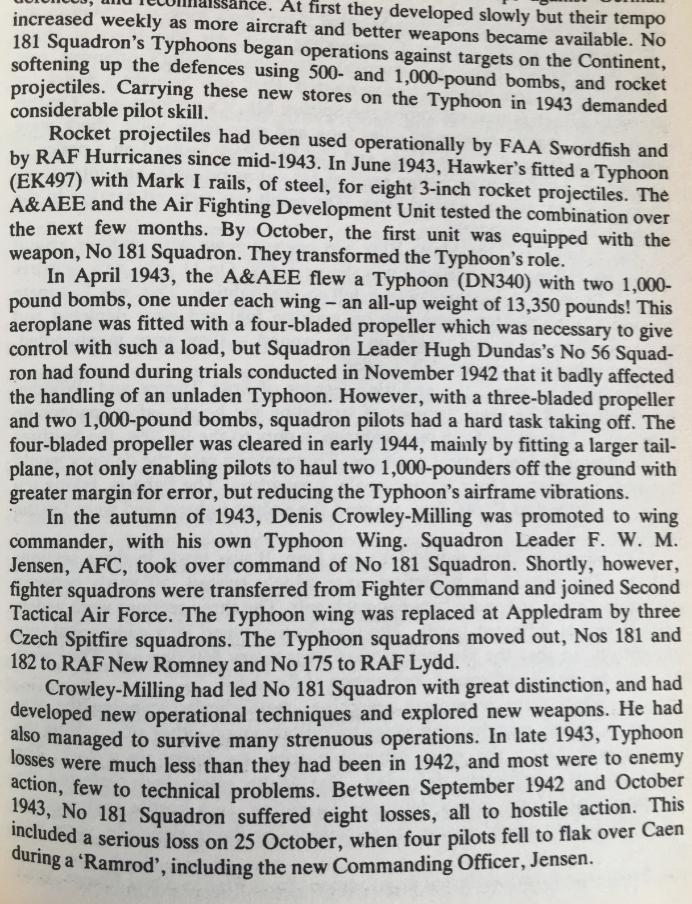 defences, and reconnaissance. At first they developed slowly but their tempo
increased weekly as more aircraft and better weapons became available. No
181 Squadron's Typhoons began operations against targets on the Continent,
softening up the defences using 500- and 1,000-pound bombs, and rocket
projectiles. Carrying these new stores on the Typhoon in 1943 demanded
considerable pilot skill.
Rocket projectiles had been used operationally by FAA Swordfish and
by RAF Hurricanes since mid-1943. In June 1943, Hawker's fitted a Typhoon
(EK497) with Mark I rails, of steel, for eight 3-inch rocket projectiles. The
A&AEE and the Air Fighting Development Unit tested the combination over
the next few months. By October, the first unit was equipped with the
weapon, No 181 Squadron. They transformed the Typhoon's role.
In April 1943, the A&AEE flew a Typhoon (DN340) with two 1,000-
pound bombs, one under each wing – an all-up weight of 13,350 pounds! This
aeroplane was fitted with a four-bladed propeller which was necessary to give
control with such a load, but Squadron Leader Hugh Dundas's No 56 Squad-
ron had found during trials conducted in November 1942 that it badly affected
the handling of an unladen Typhoon. However, with a three-bladed propeller
and two 1,000-pound bombs, squadron pilots had a hard task taking off. The
four-bladed propeller was cleared in early 1944, mainly by fitting a larger tail-
plane, not only enabling pilots to haul two 1,000-pounders off the ground with
greater margin for error, but reducing the Typhoon's airframe vibrations.
In the autumn of 1943, Denis Crowley-Milling was promoted to wing
commander, with his own Typhoon Wing. Squadron Leader F. W. M.
Jensen, AFC, took over command of No 181 Squadron. Shortly, however,
fighter squadrons were transferred from Fighter Command and joined Second
Tactical Air Force. The Typhoon wing was replaced at Appledram by three
Czech Spitfire squadrons. The Typhoon squadrons moved out, Nos 181 and
182 to RAF New Romney and No 175 to RAF Lydd.
Crowley-Milling had led No 181 Squadron with great distinction, and had
developed new operational techniques and explored new weapons. He had
also managed to survive many strenuous operations. In late 1943, Typhoon
losses were much less than they had been in 1942, and most were to enemy
action, few to technical problems. Between September 1942 and October
1943, No 181 Squadron suffered eight losses, all to hostile action. This
included a serious loss on 25 October, when four pilots fell to flak over Caen
during a 'Ramrod', including the new Commanding Officer, Jensen.